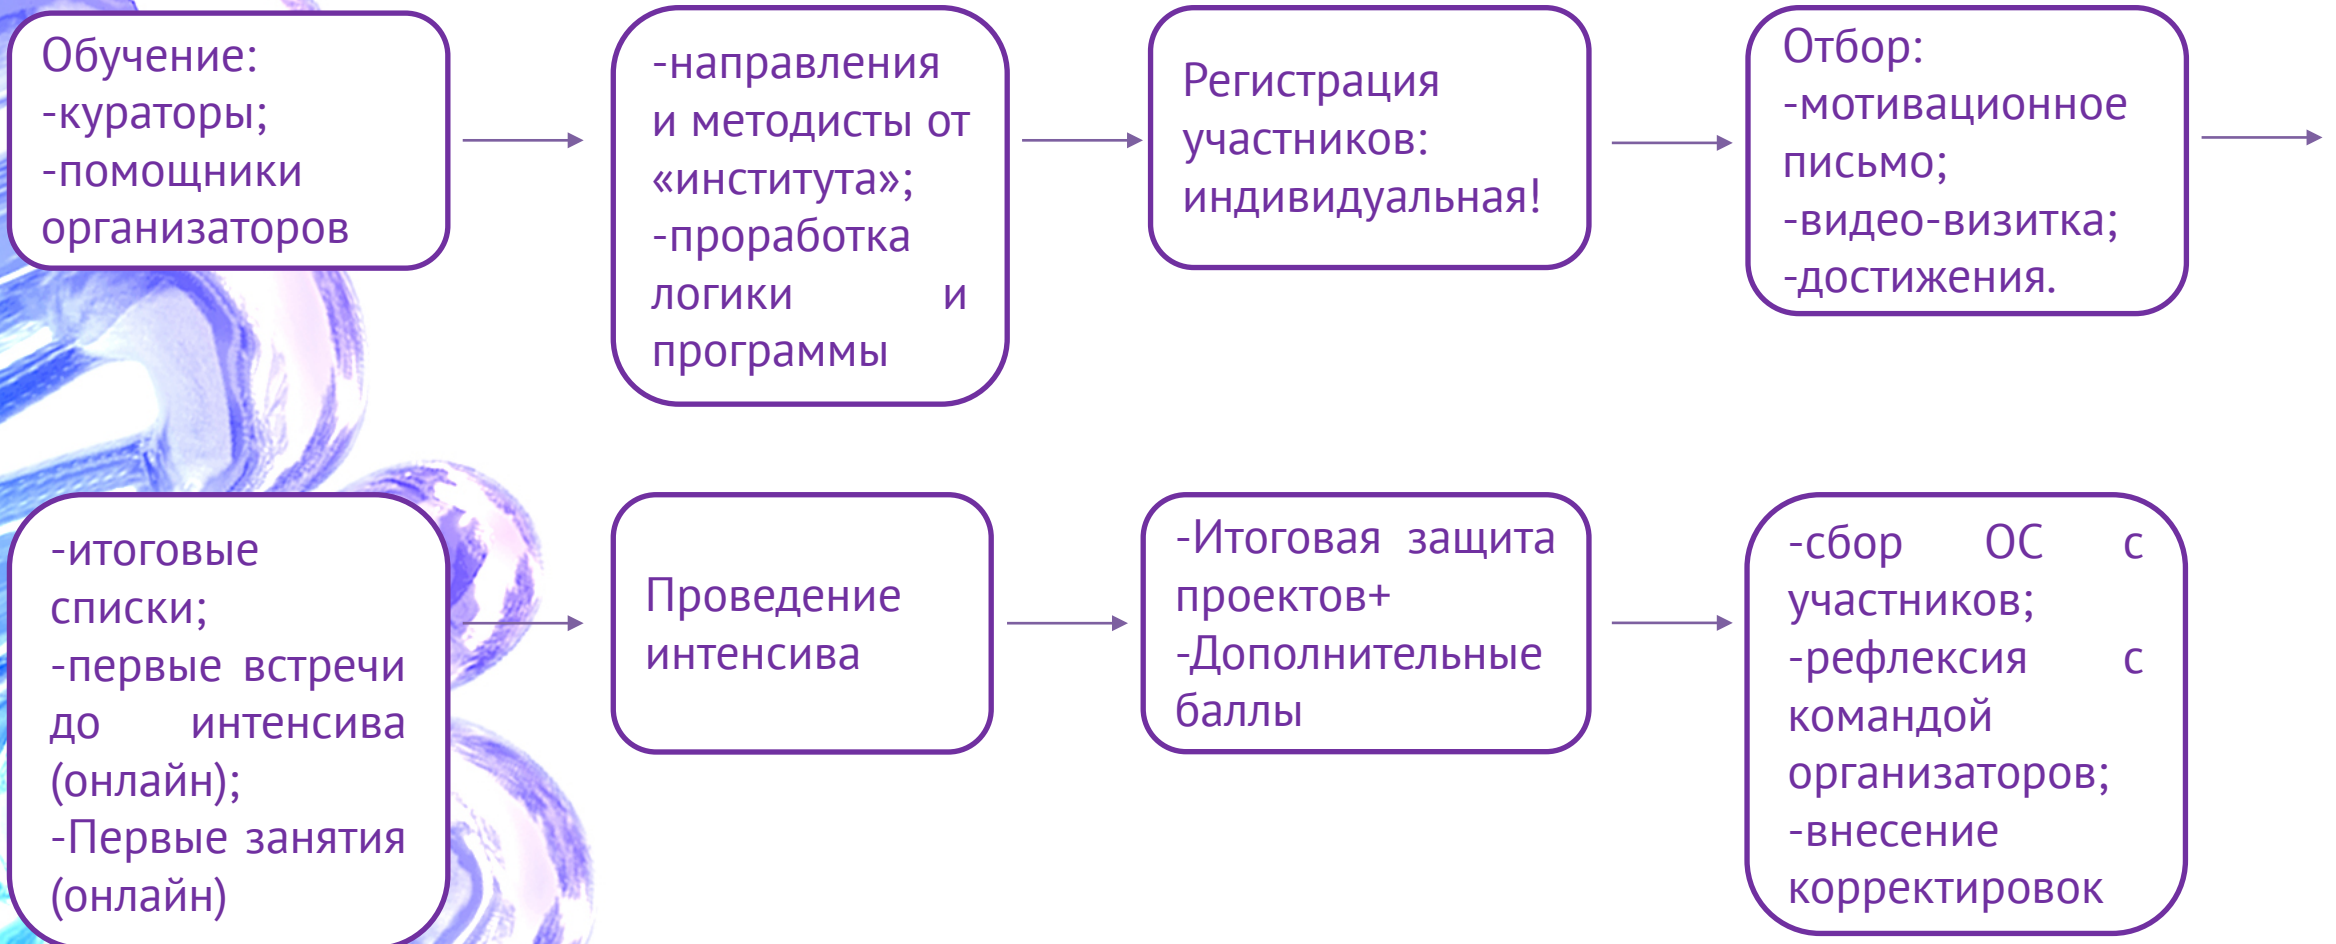 Обучение:
-кураторы;
-помощники
организаторов
-направления
и методисты от
«института»;
-проработка
логики и
программы
Регистрация
участников:
индивидуальная!
Отбор:
-мотивационное
письмо;
-видео-визитка;
-достижения.
-итоговые
списки;
-первые встречи
до интенсива
(онлайн);
-Первые занятия
(онлайн)
Проведение
интенсива
-Итоговая защита
проектов+
-Дополнительные
баллы
-сбор ОС с
участников;
-рефлексия с
командой
организаторов;
-внесение
корректировок